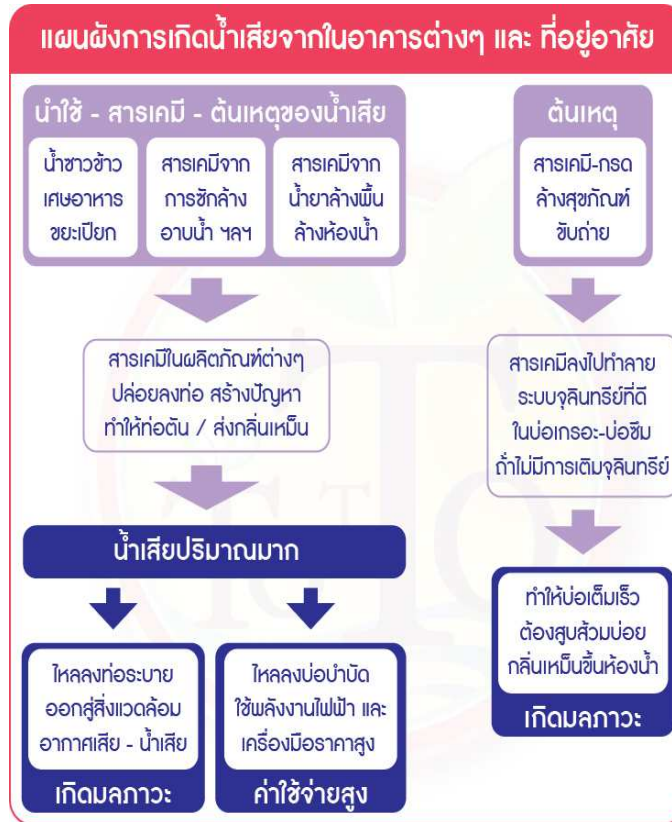 แผนผังการเกิดน้ำเสียจากในอาคารต่างๆ และ ที่อยู่อาศัย
นำใช้ - สารเคมี - ต้นเหตุของน้ำเสีย
น้ำซาวข้าว
เศษอาหาร
ขยะเปียก
สารเคมีจาก
การซักล้าง
อาบน้ำ ฯลฯ
สารเคมีจาก
น้ำยาล้างพื้น
ล้างห้องน้ำ
สารเคมีในผลิตภัณฑ์ต่างๆ
ปล่อยลงท่อ สร้างปัญหา
ทำให้ท่อตัน / ส่งกลิ่นเหม็น
น้ำเสียปริมาณมาก
ไหลลงท่อระบาย
ออกสู่สิ่งแวดล้อม
อากาศเสีย - น้ำเสีย
เกิดมลภาวะ
ไหลลงบ่อบำบัด
ใช้พลังงานไฟฟ้า และ
เครื่องมือราคาสูง
ค่าใช้จ่ายสูง
ต้นเหตุ
สารเคมี-กรด
ล้างสุขภัณฑ์
ขับถ่าย
สารเคมีลงไปทำลาย
ระบบจุลินทรีย์ที่ดี
ในบ่อเกรอะ-บ่อซึม
ถ้าไม่มีการเติมจุลินทรีย์
ทำให้บ่อเต็มเร็ว
ต้องสูบส้วมบ่อย
กลิ่นเหม็นขึ้นห้องน้ำ
เกิดมลภาวะ